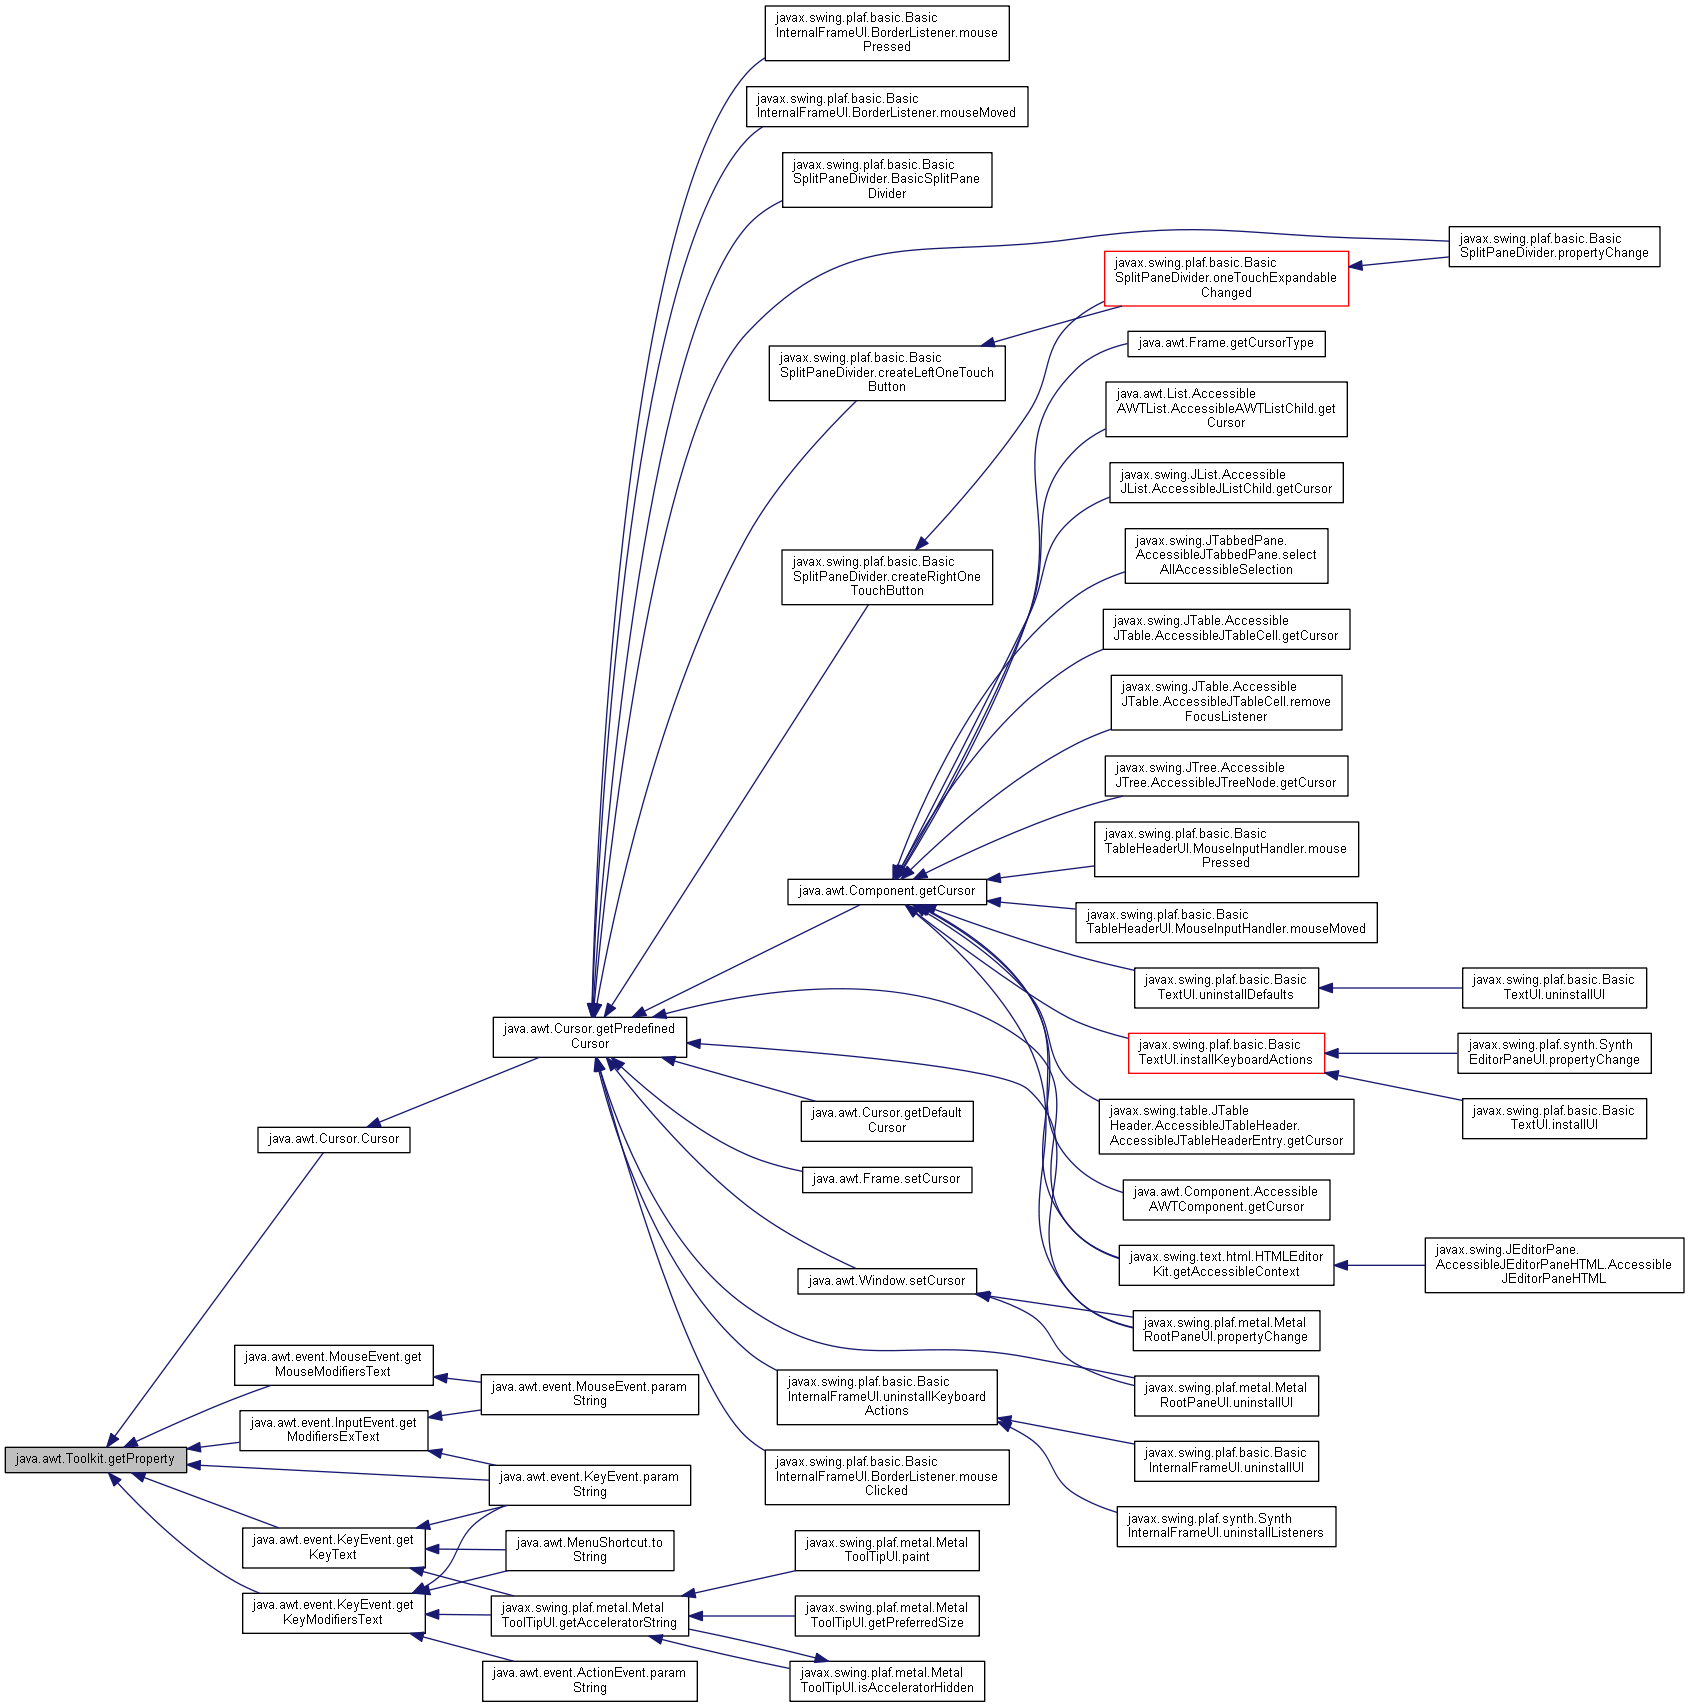 javax.swing.plaf.basic.Basic
InternalFrameUI.BorderListener.mouse
Pressed
javax.swing.plaf.basic.Basic
InternalFrameUI.BorderListener.mouseMoved
javax.swing.plaf.basic.Basic
SplitPaneDivider.BasicSplitPane
Divider
javax.swing.plaf.basic.Basic
SplitPaneDivider.propertyChange
javax.swing.plaf.basic.Basic
SplitPaneDivider.oneTouchExpandable
Changed
java.awt.Frame.getCursorType
javax.swing.plaf.basic.Basic
SplitPaneDivider.createLeftOneTouch
Button
java.awt.List.Accessible
AWTList.AccessibleAWTListChild.get
Cursor
javax.swing.JList.Accessible
JList.AccessibleJListChild.getCursor
javax.swing.JTabbedPane.
AccessibleJTabbedPane.select
AllAccessibleSelection
javax.swing.plaf.basic.Basic
SplitPaneDivider.createRightOne
TouchButton
javax.swing.JTable.Accessible
JTable.AccessibleJTableCell.getCursor
javax.swing.JTable.Accessible
JTable.AccessibleJTableCell.remove
FocusListener
javax.swing.JTree.Accessible
JTree.AccessibleJTreeNode.getCursor
javax.swing.plaf.basic.Basic
TableHeaderUI.MouseInputHandler.mouse
Pressed
java.awt.Component.getCursor
javax.swing.plaf.basic.Basic
TableHeaderUI.MouseInputHandler.mouseMoved
javax.swing.plaf.basic.Basic
TextUI.uninstallDefaults
javax.swing.plaf.basic.Basic
TextUI.uninstallUI
java.awt.Cursor.getPredefined
Cursor
javax.swing.plaf.basic.Basic
TextUI.installKeyboardActions
javax.swing.plaf.synth.Synth
EditorPaneUI.propertyChange
javax.swing.plaf.basic.Basic
TextUI.installUI
java.awt.Cursor.getDefault
Cursor
javax.swing.table.JTable
Header.AccessibleJTableHeader.
AccessibleJTableHeaderEntry.getCursor
java.awt.Cursor.Cursor
java.awt.Frame.setCursor
java.awt.Component.Accessible
AWTComponent.getCursor
javax.swing.text.html.HTMLEditor
Kit.getAccessibleContext
javax.swing.JEditorPane.
AccessibleJEditorPaneHTML.Accessible
JEditorPaneHTML
java.awt.Window.setCursor
javax.swing.plaf.metal.Metal
RootPaneUI.propertyChange
java.awt.event.MouseEvent.get
MouseModifiersText
java.awt.event.MouseEvent.param
String
javax.swing.plaf.basic.Basic
InternalFrameUI.uninstallKeyboard
Actions
javax.swing.plaf.metal.Metal
RootPaneUI.uninstallUI
java.awt.event.InputEvent.get
ModifiersExText
java.awt.Toolkit.getProperty
java.awt.event.KeyEvent.param
String
javax.swing.plaf.basic.Basic
InternalFrameUI.BorderListener.mouse
Clicked
javax.swing.plaf.basic.Basic
InternalFrameUI.uninstallUI
javax.swing.plaf.synth.Synth
InternalFrameUI.uninstallListeners
java.awt.event.KeyEvent.get
KeyText
java.awt.MenuShortcut.to
String
javax.swing.plaf.metal.Metal
ToolTipUI.paint
java.awt.event.KeyEvent.get
KeyModifiersText
javax.swing.plaf.metal.Metal
ToolTipUI.getAcceleratorString
javax.swing.plaf.metal.Metal
ToolTipUI.getPreferredSize
java.awt.event.ActionEvent.param
String
javax.swing.plaf.metal.Metal
ToolTipUI.isAcceleratorHidden